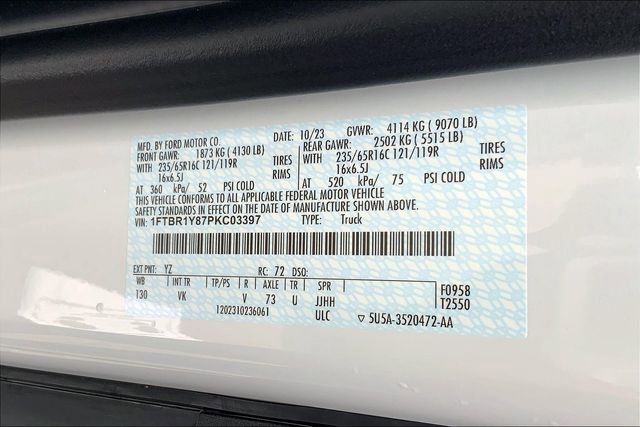 MFD. BY FORD MOTOR CO. DATE: 10/23 GVWR: 4114 KG ( 9070 LB)
FRONT GAWR: 1873 KG ( 4130 LB) REAR GAWR: 2502 KG ( 5515 LB)
WITH 235/65R16C 121/119R TIRES WITH 235/65R16C 121/119R TIRES
16x6.5J RIMS 16x6.5J RIMS
AT 360 kPa/ 52 PSI COLD AT 520 kPa/ 75 PSI COLD
THIS VEHICLE CONFORMS TO ALL APPLICABLE FEDERAL MOTOR VEHICLE
SAFETY STANDARDS IN EFFECT ON THE DATE OF MANUFACTURE SHOWN ABOVE.
VIN: 1FTBR1Y87PKC03397 TYPE: Truck
EXT PNT: YZ RC: 72 DSO:
WB INT TR TP/PS R AXLE TR SPR F0958
130 VK V 73 U JJHH T2550
1202310236061 ULC ▽ 5U5A-3520472-AA